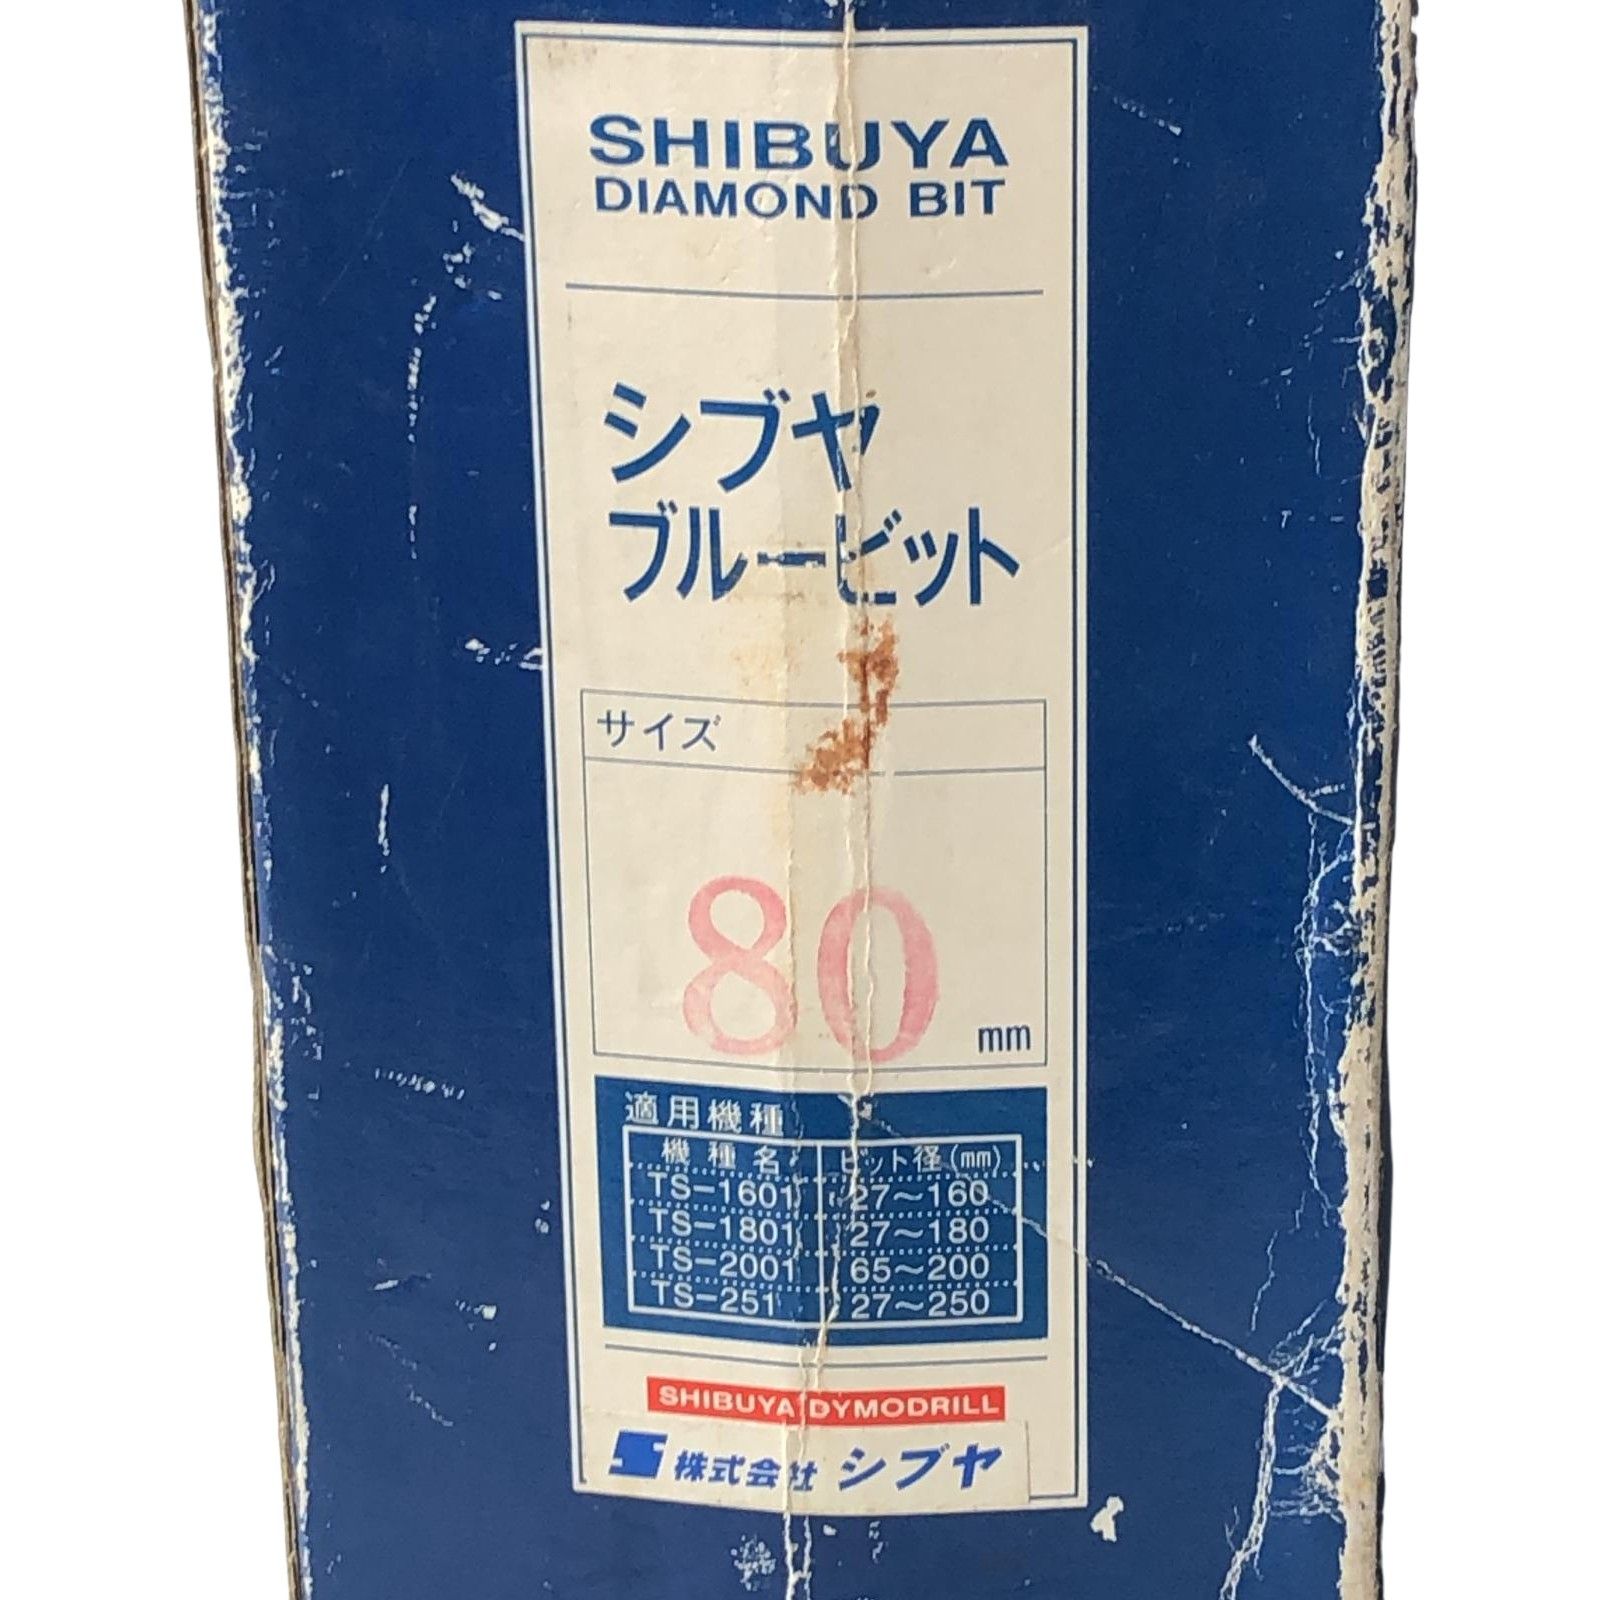 SHIBUYA
DIAMOND BIT
シブヤ
ブルービット
サイズ
80 mm
適用機種
機種名 ビット径(mm)
TS-1601 27～160
TS-1801 27～180
TS-2001 65～200
TS-251 27～250
SHIBUYA DYMODRILL
株式会社 シブヤ